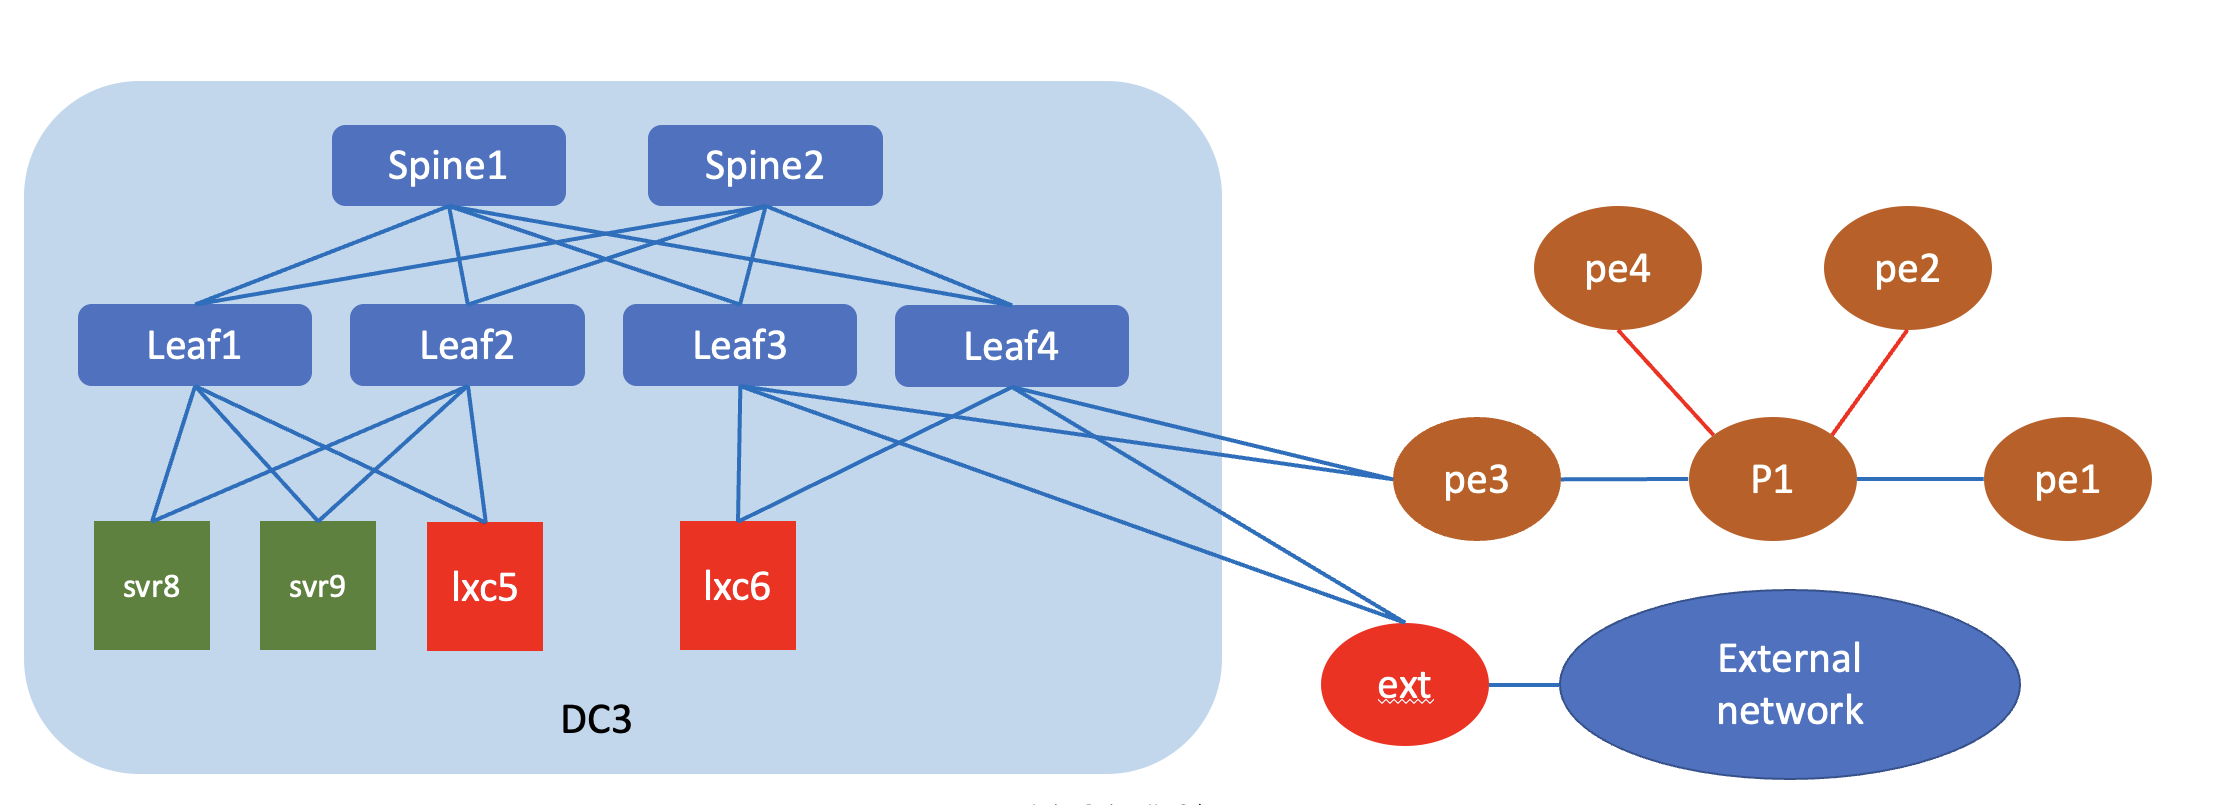 Spine1
Spine2
Leaf1
Leaf2
Leaf3
Leaf4
svr8
svr9
lxc5
lxc6
DC3
pe4
pe2
pe3
P1
pe1
ext
External
network